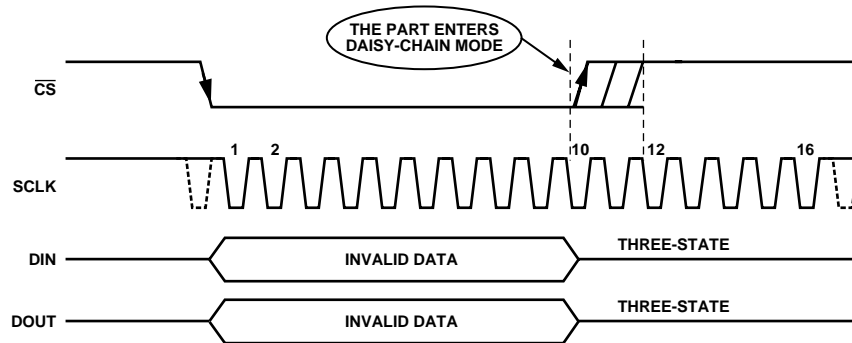 THE PART ENTERS
DAISY-CHAIN MODE
CS
1 2 10 12 16
SCLK
DIN INVALID DATA THREE-STATE
DOUT INVALID DATA THREE-STATE